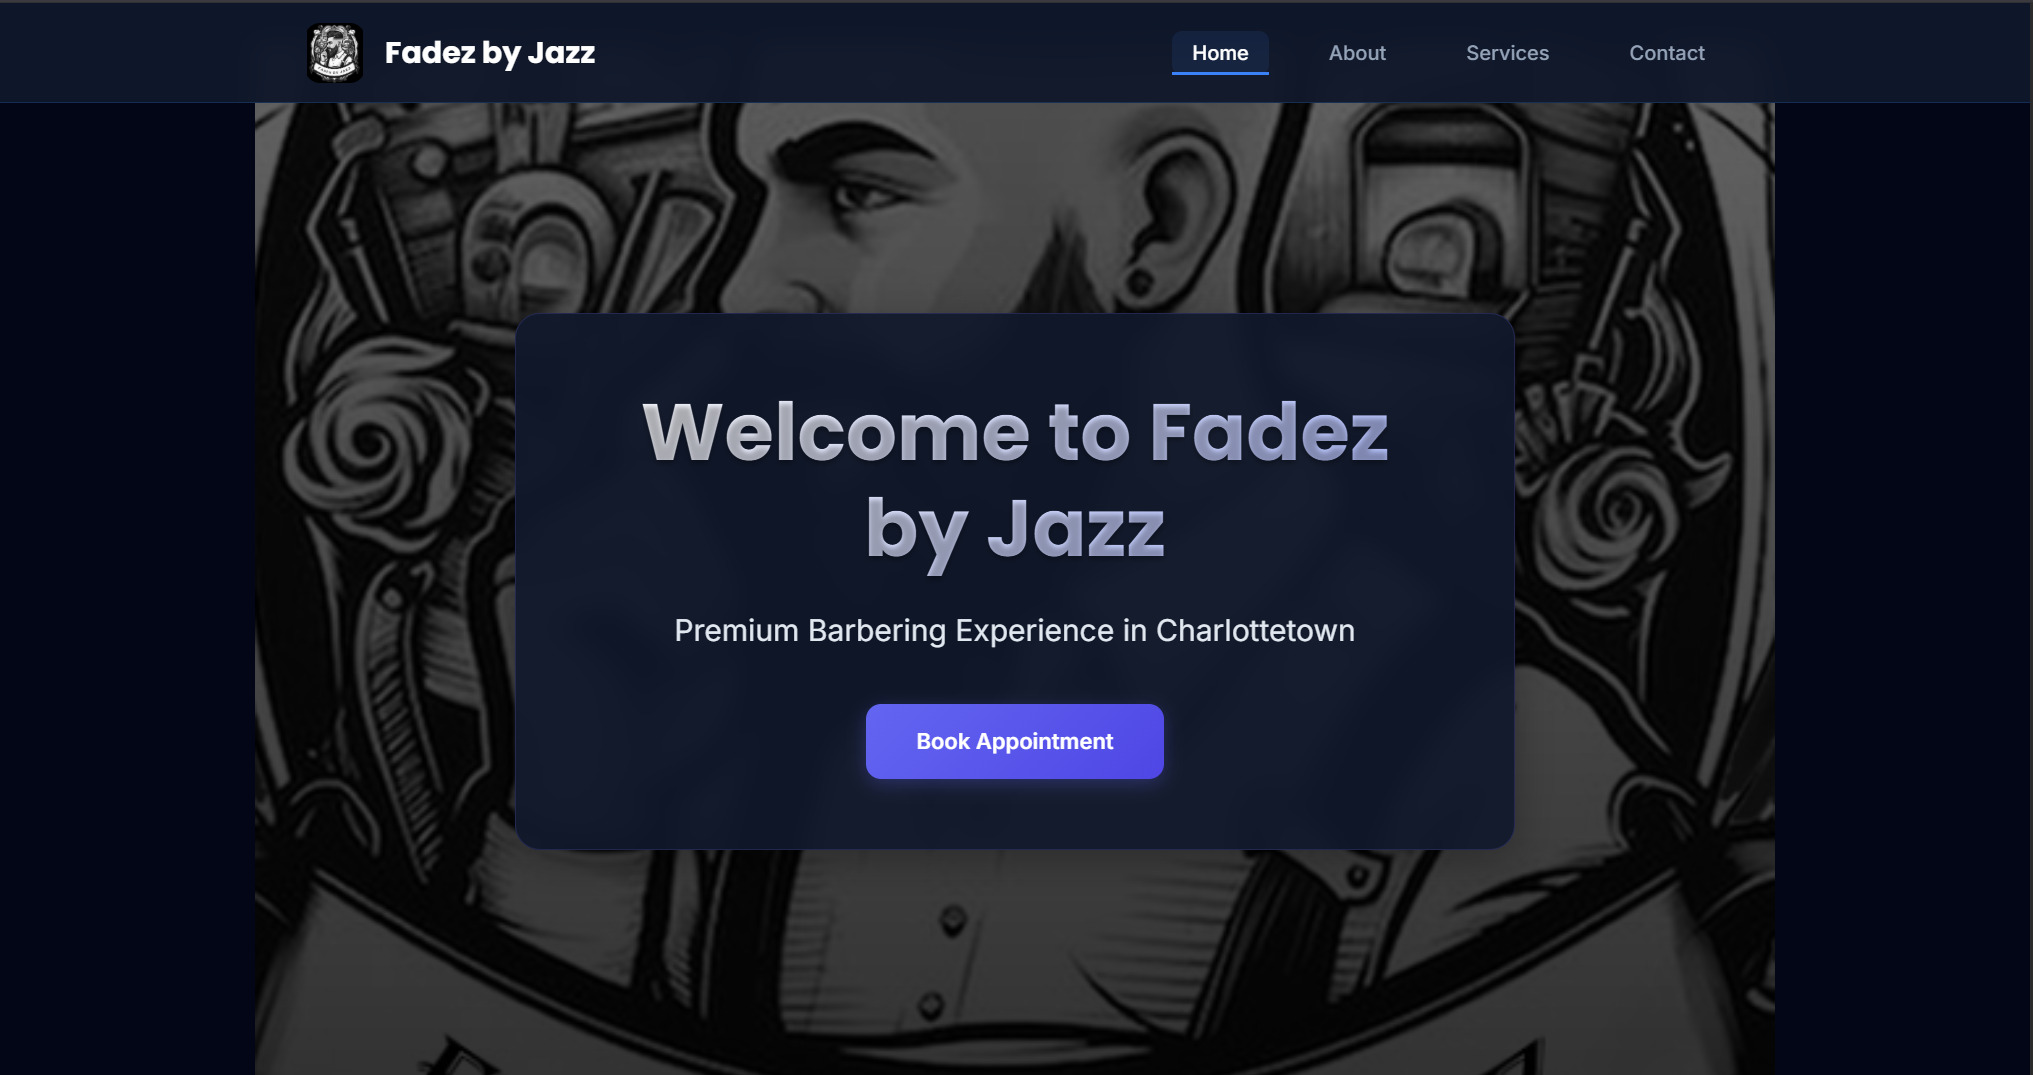 Fadez by Jazz
Home
About
Services
Contact
Welcome to Fadez
by Jazz
Premium Barbering Experience in Charlottetown
Book Appointment